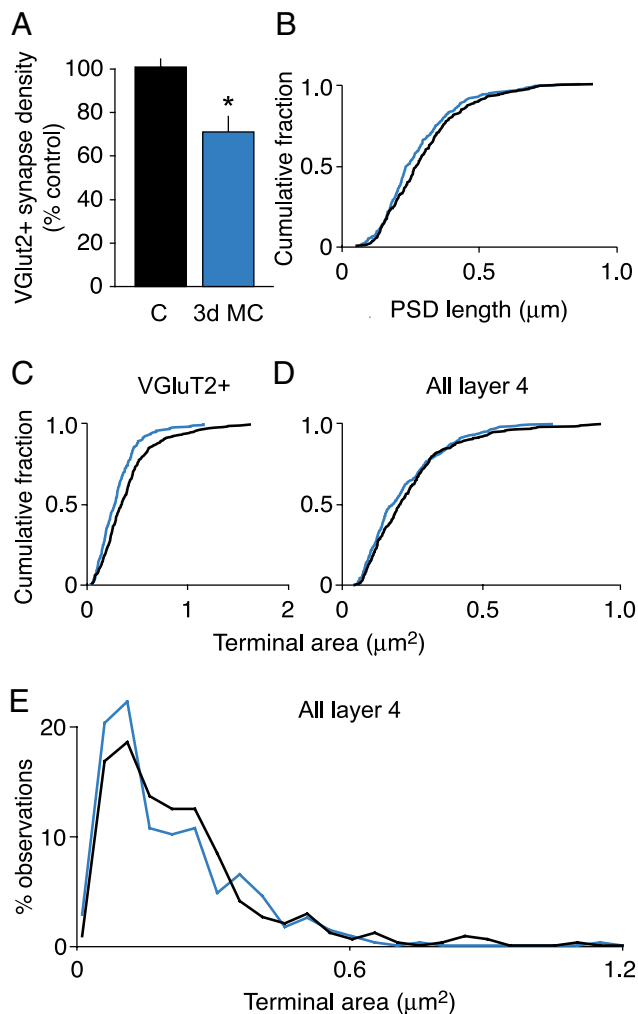 A
VGlut2+ synapse density
(% control)
100
80
60
40
20
0
*
C
3d MC
B
Cumulative fraction
1.0
0.5
0
0
0.5
1.0
PSD length (μm)
C
VGluT2+
Cumulative fraction
1.0
0.5
0
0
1
2
D
All layer 4
1.0
0.5
0
0
0.5
1.0
Terminal area (μm²)
E
All layer 4
% observations
20
10
0
0
0.6
1.2
Terminal area (μm²)